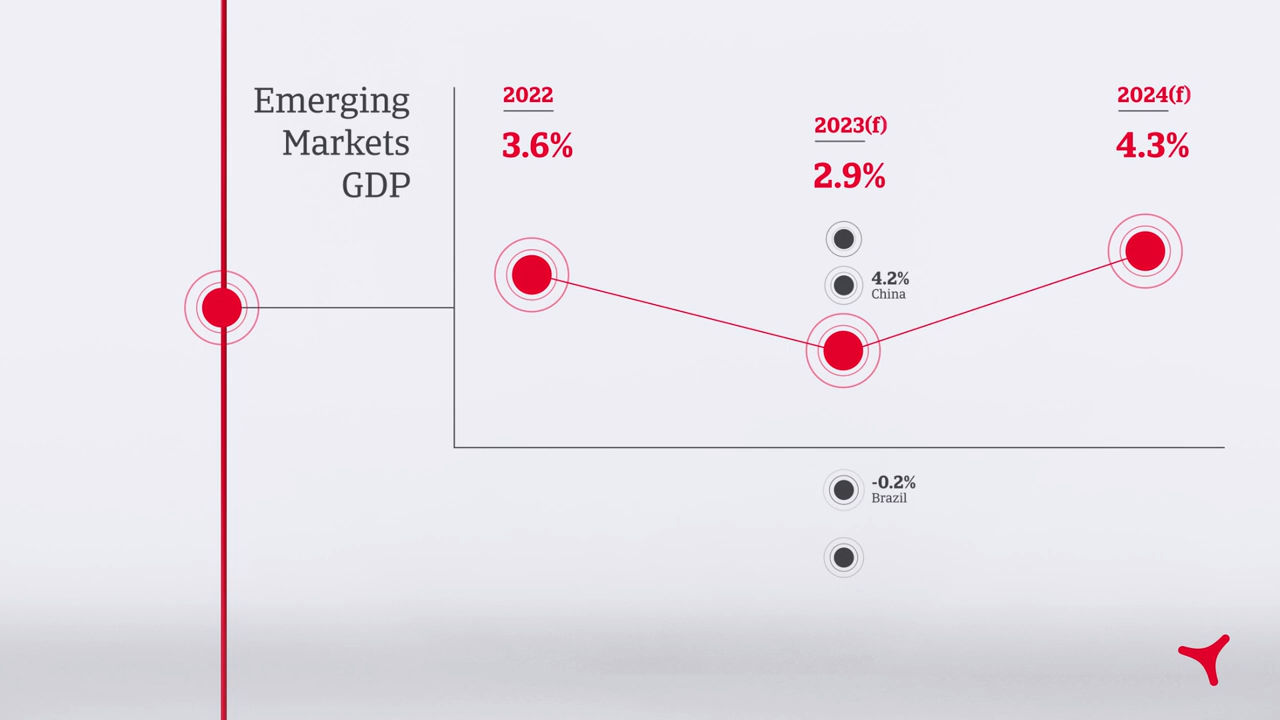 Emerging
Markets
GDP
2022
3.6%
2023(f)
2.9%
2024(f)
4.3%
4.2%
China
-0.2%
Brazil